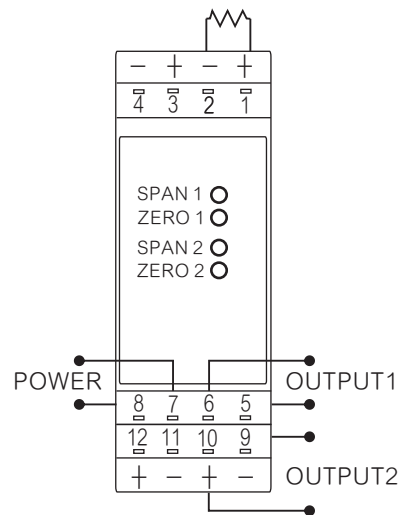 − + − +
4 3 2 1
SPAN 1
ZERO 1
SPAN 2
ZERO 2
POWER
OUTPUT1
8 7 6 5
12 11 10 9
+ − + −
OUTPUT2